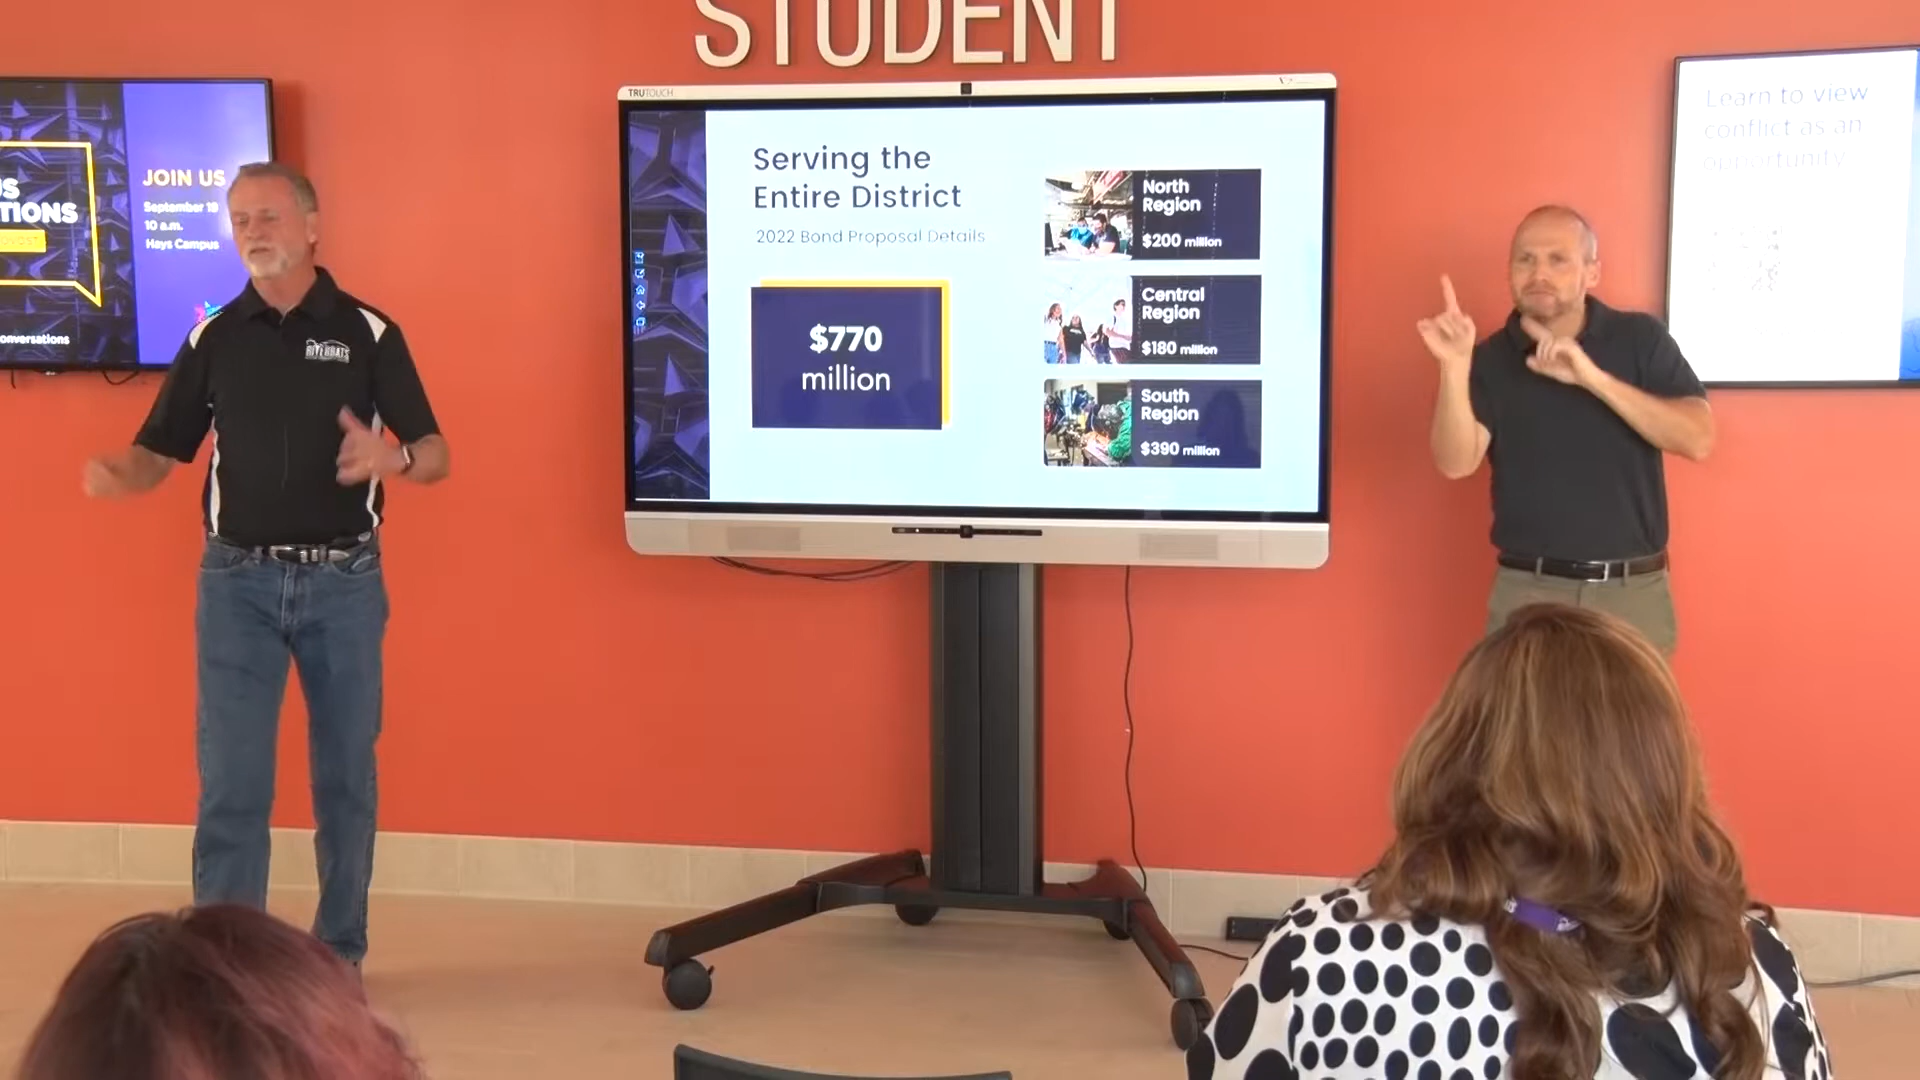 STUDENT
TRUTOUCH
JOIN US
September 19
10 a.m.
Hays Campus
TIONS
onversations
RIVERBATS
Serving the
Entire District
2022 Bond Proposal Details
$770
million
North
Region
$200 million
Central
Region
$180 million
South
Region
$390 million
Learn to view
conflict as an
opportunity